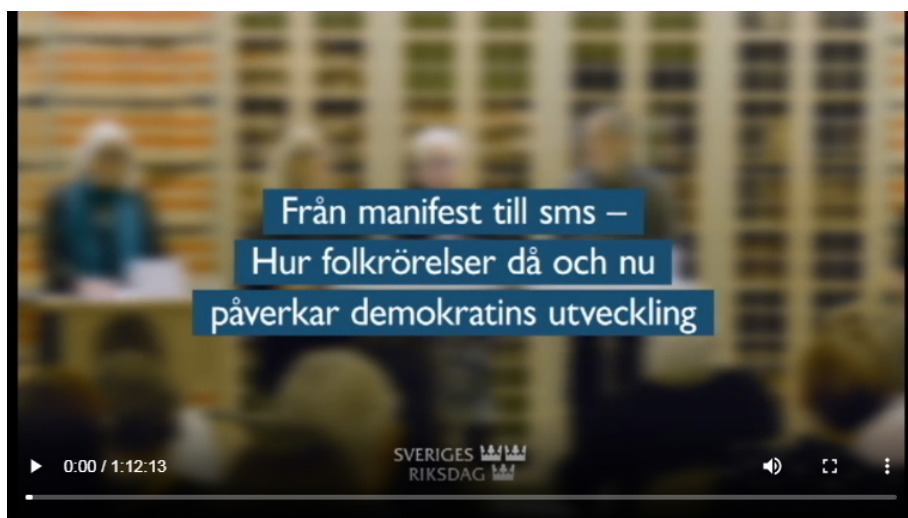 Från manifest till sms –
Hur folkrörelser då och nu
påverkar demokratins utveckling
SVERIGES
RIKSDAG
0:00 / 1:12:13